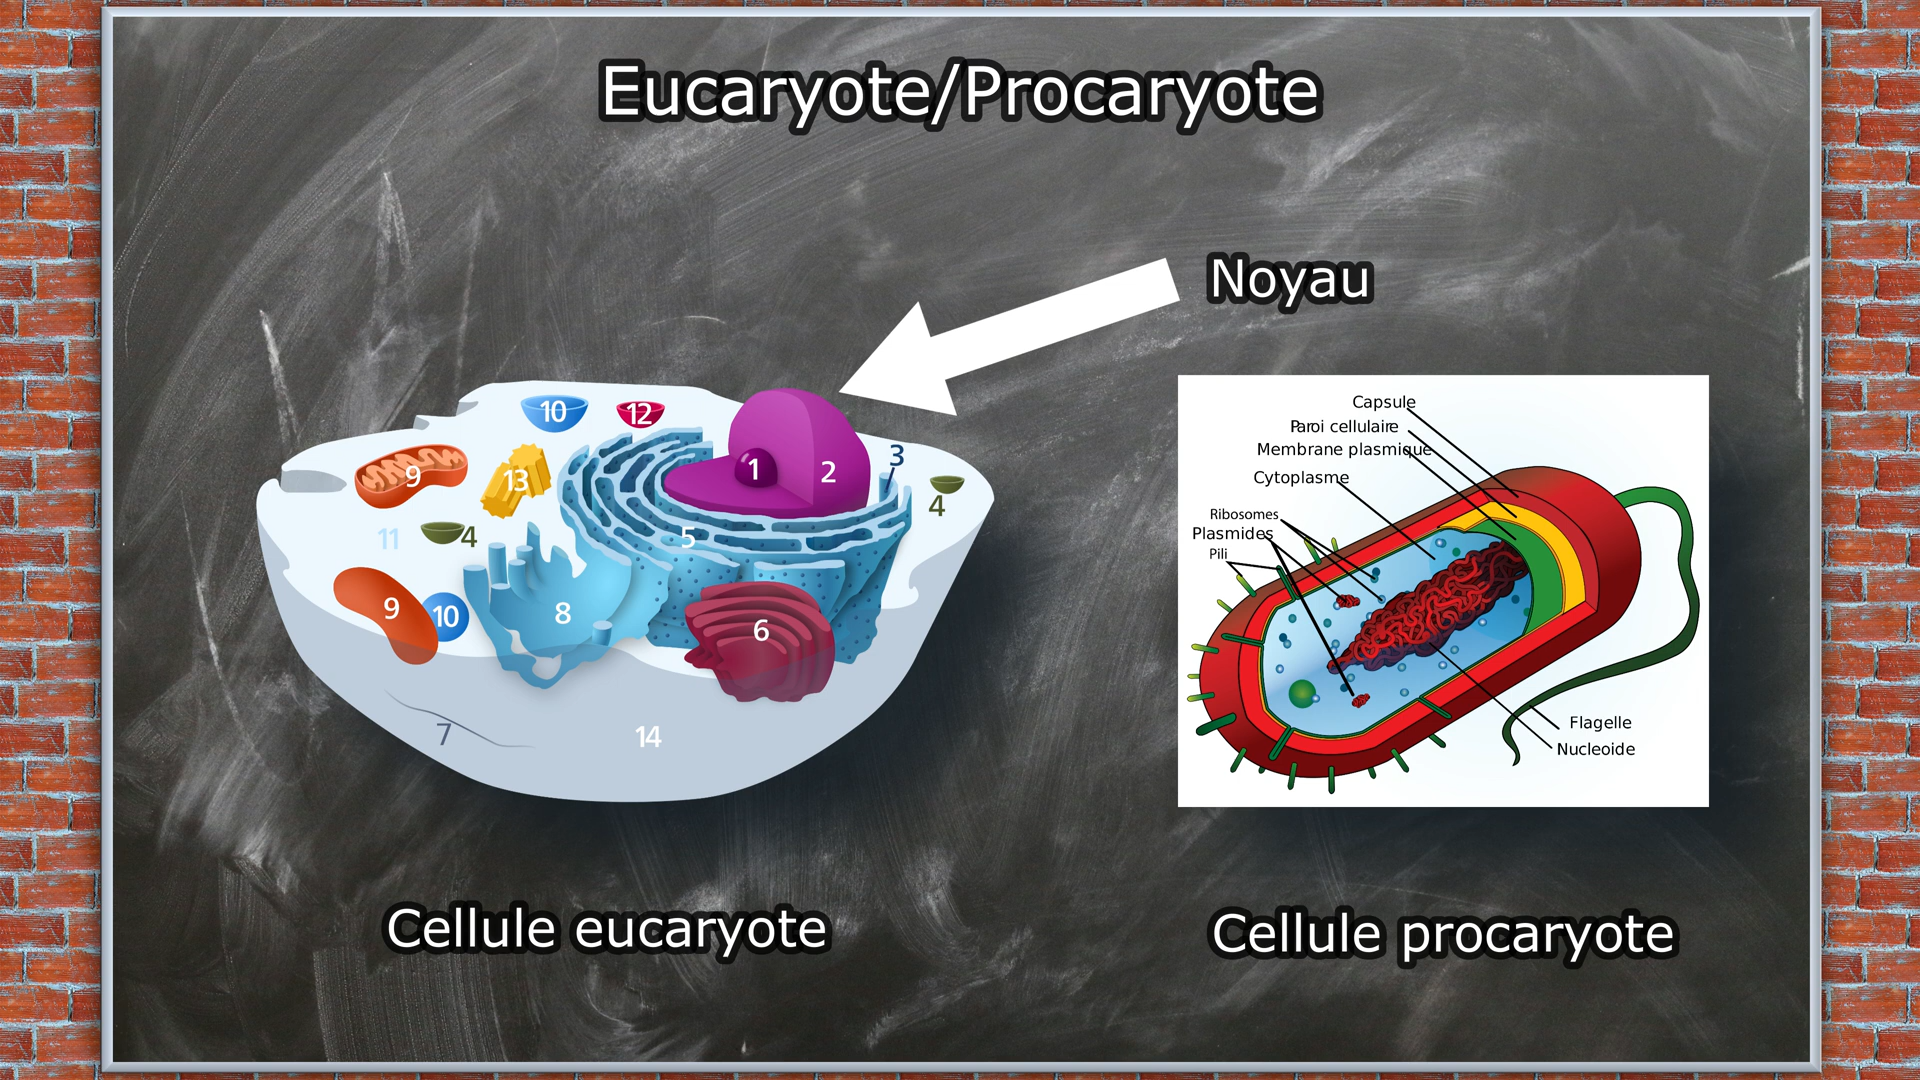 Eucaryote/Procaryote
Noyau
10
12
9
13
1
2
3
4
11
4
5
9
10
8
6
7
14
Capsule
Paroi cellulaire
Membrane plasmique
Cytoplasme
Ribosomes
Plasmides
Pili
Flagelle
Nucleoide
Cellule eucaryote
Cellule procaryote